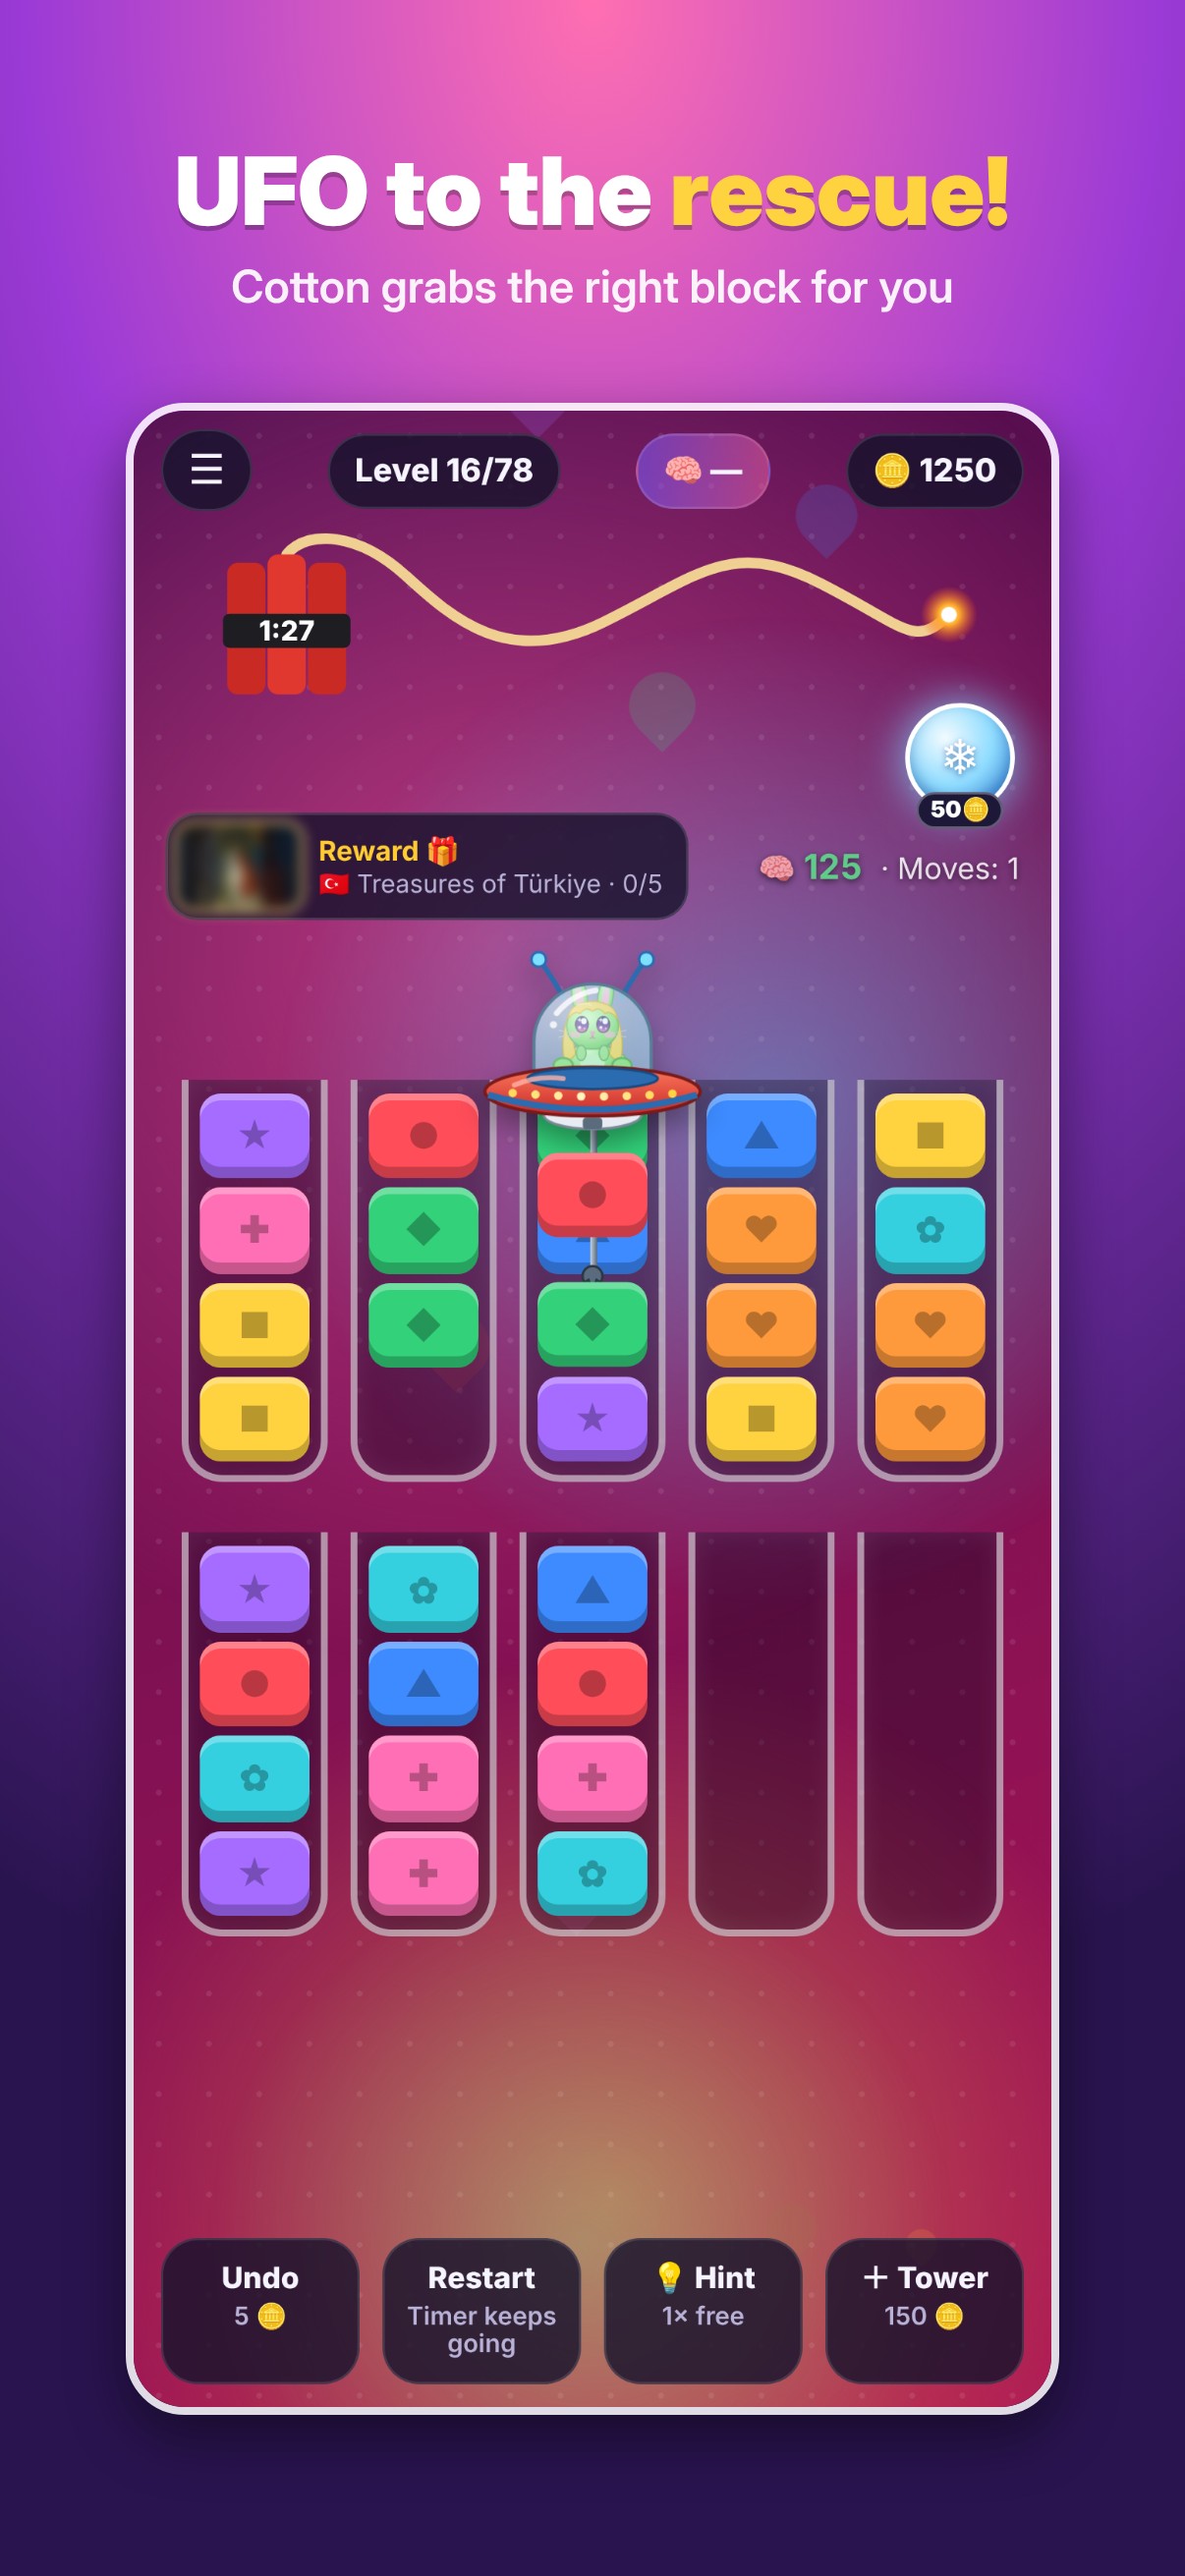 UFO to the rescue!
Cotton grabs the right block for you
Level 16/78
—
1250
1:27
50
Reward
Treasures of Türkiye · 0/5
125 · Moves: 1
Undo
5
Restart
Timer keeps
going
Hint
1× free
+ Tower
150